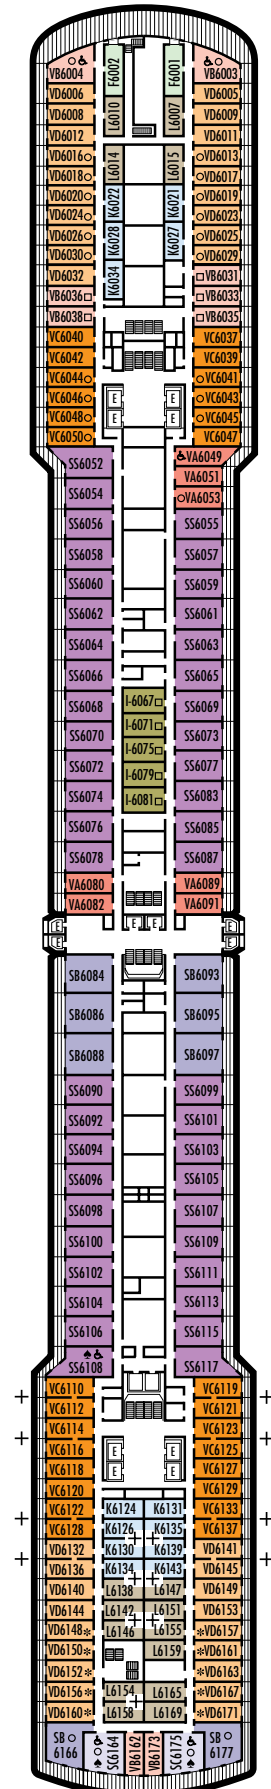 VB6004 ○♿
F6002
F6001
♿○ VB6003
VD6006
VD6005
VD6008
L6010
L6007
VD6009
VD6012
VD6011
VD6016○
L6014
L6015
○VD6013
VD6018○
○VD6017
VD6020○
K6022
K6021
○VD6019
VD6024○
○VD6023
VD6026○
K6028
K6027
○VD6025
VD6030○
○VD6029
VD6032
K6034
□VB6031
VB6036□
VB6033
VB6038□
VB6035
VC6040
VC6037
VC6042
VC6039
VC6044○
○VC6041
VC6046○
E E
○VC6043
VC6048○
E E
○VC6045
VC6050○
VC6047
SS6052
♿VA6049
VA6051
SS6054
○VA6053
SS6056
SS6055
SS6058
SS6057
SS6060
SS6059
SS6062
SS6061
SS6064
SS6063
SS6066
SS6065
SS6068
I-6067□
SS6069
SS6070
I-6071□
SS6073
SS6072
I-6075□
SS6077
SS6074
I-6079□
SS6083
I-6081□
SS6076
SS6085
SS6078
SS6087
VA6080
VA6089
VA6082
VA6091
E E E E
E E
SB6084
SB6093
SB6086
SB6095
SB6088
SB6097
SS6090
SS6099
SS6092
SS6101
SS6094
SS6103
SS6096
SS6105
SS6098
SS6107
SS6100
SS6109
SS6102
SS6111
SS6104
SS6113
SS6106
SS6115
♠♿
SS6108
SS6117
VC6110
VC6119
VC6112
VC6121
VC6114
VC6123
VC6116
E E
VC6125
VC6118
E E
VC6127
VC6120
VC6129
VC6122
K6124
K6131
VC6133
VC6128
K6126
K6135
VC6137
VD6132
K6130
K6139
VD6141
VD6136
K6134
K6143
VD6145
VD6140
L6138
L6147
VD6149
VD6144
L6142
L6151
VD6153
VD6148*
L6146
L6155
*VD6157
VD6150*
L6159
*VD6161
VD6152*
*VD6163
VD6156*
L6154
L6165
*VD6167
VD6160*
L6158
L6169
*VD6171
SB ○
6166
SC6164
♠○♿
VB6162
VB6173
SC6175
♠○♿
SB ○
6177